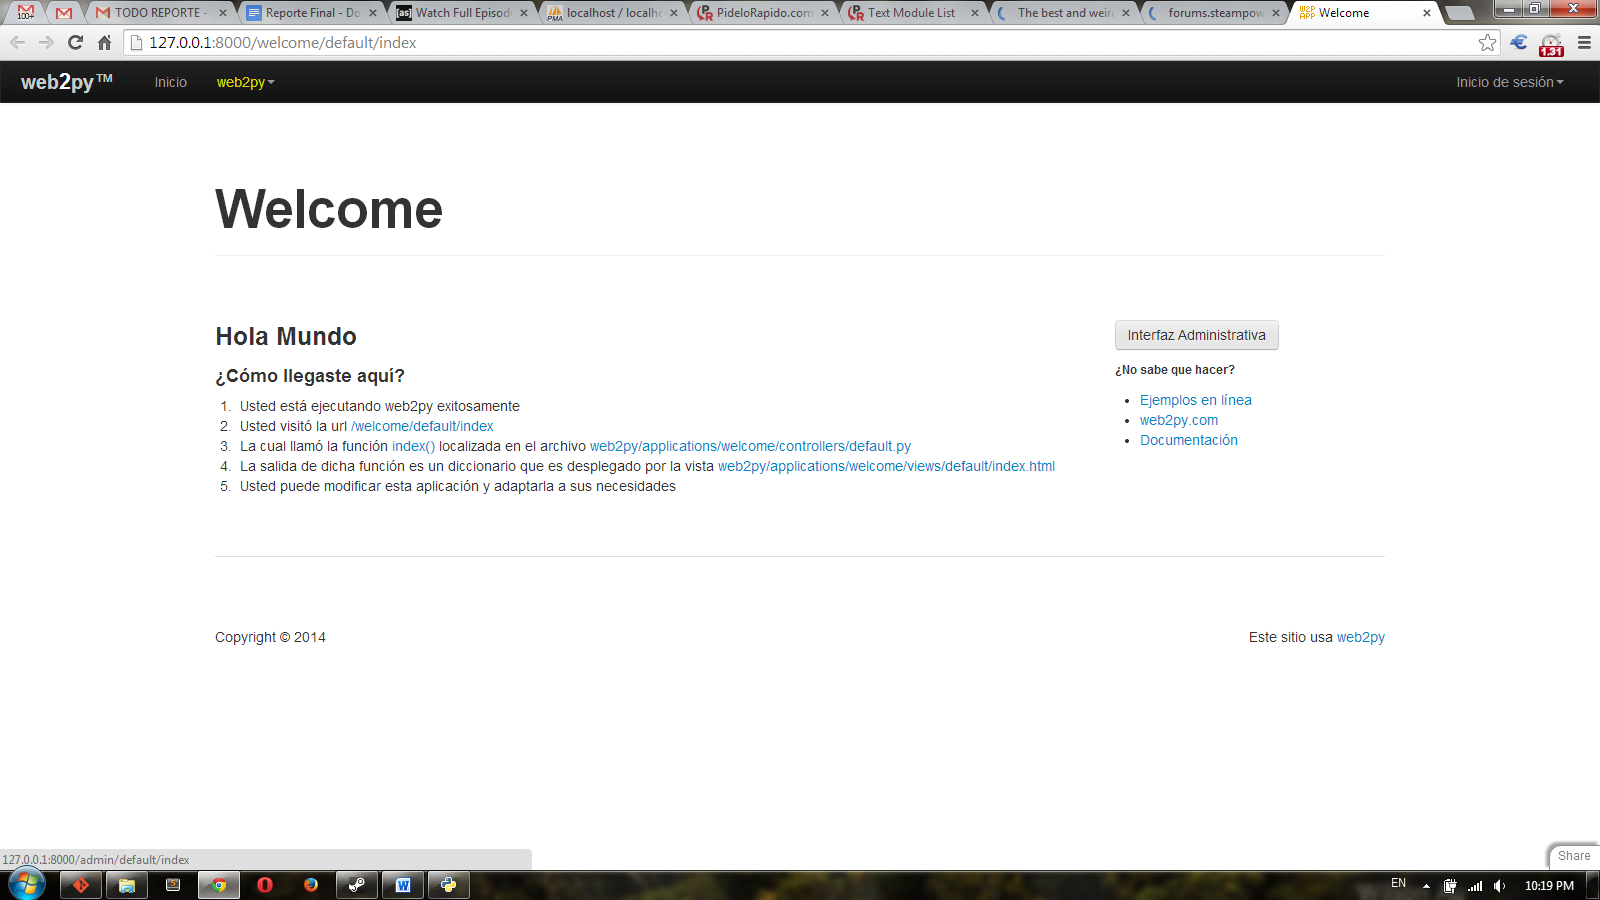 100+
TODO REPORTE -
Reporte Final - Do
[as] Watch Full Episode
PMA localhost / localho
PideloRapido.com
Text Module List
The best and weird
forums.steampow
W2P APP Welcome
127.0.0.1:8000/welcome/default/index
1.31
web2py™ Inicio web2py Inicio de sesión
Welcome
Hola Mundo
¿Cómo llegaste aquí?
1. Usted está ejecutando web2py exitosamente
2. Usted visitó la url /welcome/default/index
3. La cual llamó la función index() localizada en el archivo web2py/applications/welcome/controllers/default.py
4. La salida de dicha función es un diccionario que es desplegado por la vista web2py/applications/welcome/views/default/index.html
5. Usted puede modificar esta aplicación y adaptarla a sus necesidades
Interfaz Administrativa
¿No sabe que hacer?
Ejemplos en línea
web2py.com
Documentación
Copyright © 2014
Este sitio usa web2py
127.0.0.1:8000/admin/default/index
Share
EN
10:19 PM